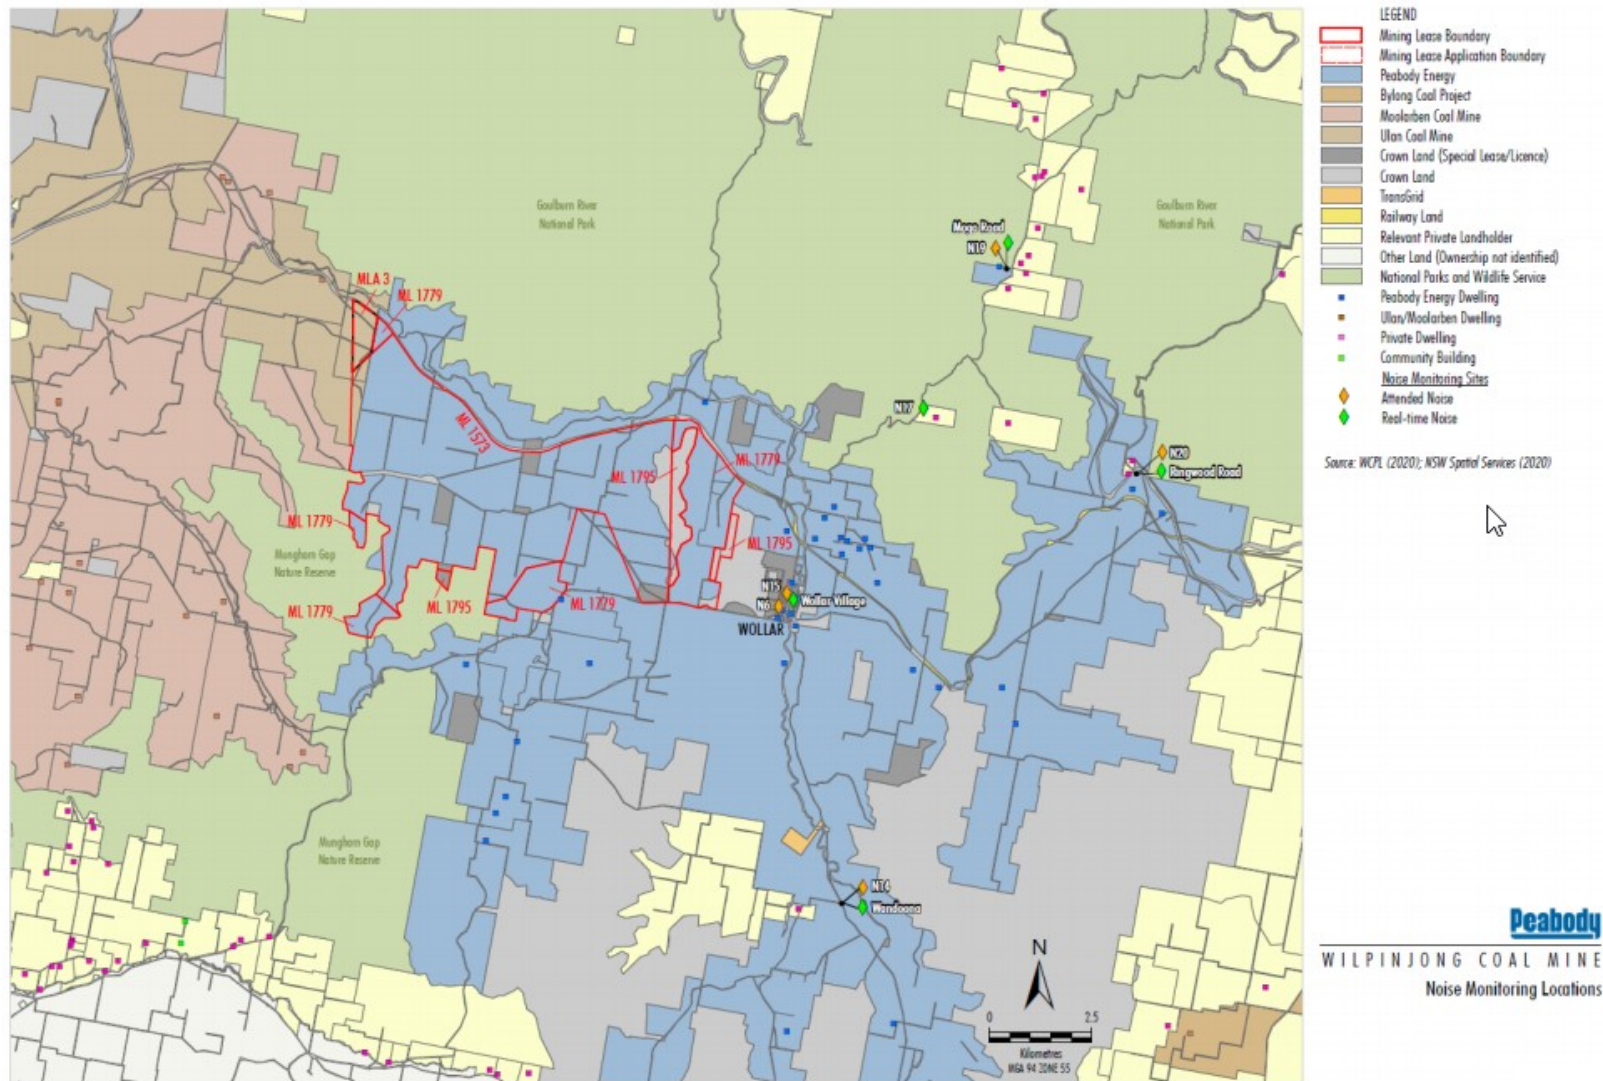 LEGEND
Mining Lease Boundary
Mining Lease Application Boundary
Peabody Energy
Bylong Coal Project
Moolarben Coal Mine
Ulan Coal Mine
Crown Land (Special Lease/Licence)
Crown Land
TransGrid
Railway Land
Relevant Private Landholder
Other Land (Ownership not identified)
National Parks and Wildlife Service
Peabody Energy Dwelling
Ulan/Moolarben Dwelling
Private Dwelling
Community Building
Noise Monitoring Sites
Attended Noise
Real-time Noise
Source: WCPL (2020); NSW Spatial Services (2020)
Goulburn River
National Park
Goulburn River
National Park
Mogo Road
N19
MLA 3
ML 1779
ML 1573
N17
ML 1795
ML 1779
N20
Ringwood Road
ML 1779
Munghorn Gap
Nature Reserve
ML 1795
ML 1779
ML 1795
ML 1779
N15
N6
Wollar Village
WOLLAR
Munghorn Gap
Nature Reserve
N14
Wandoona
N
0
2.5
Kilometres
MGA 94 ZONE 55
Peabody
WILPINJONG COAL MINE
Noise Monitoring Locations